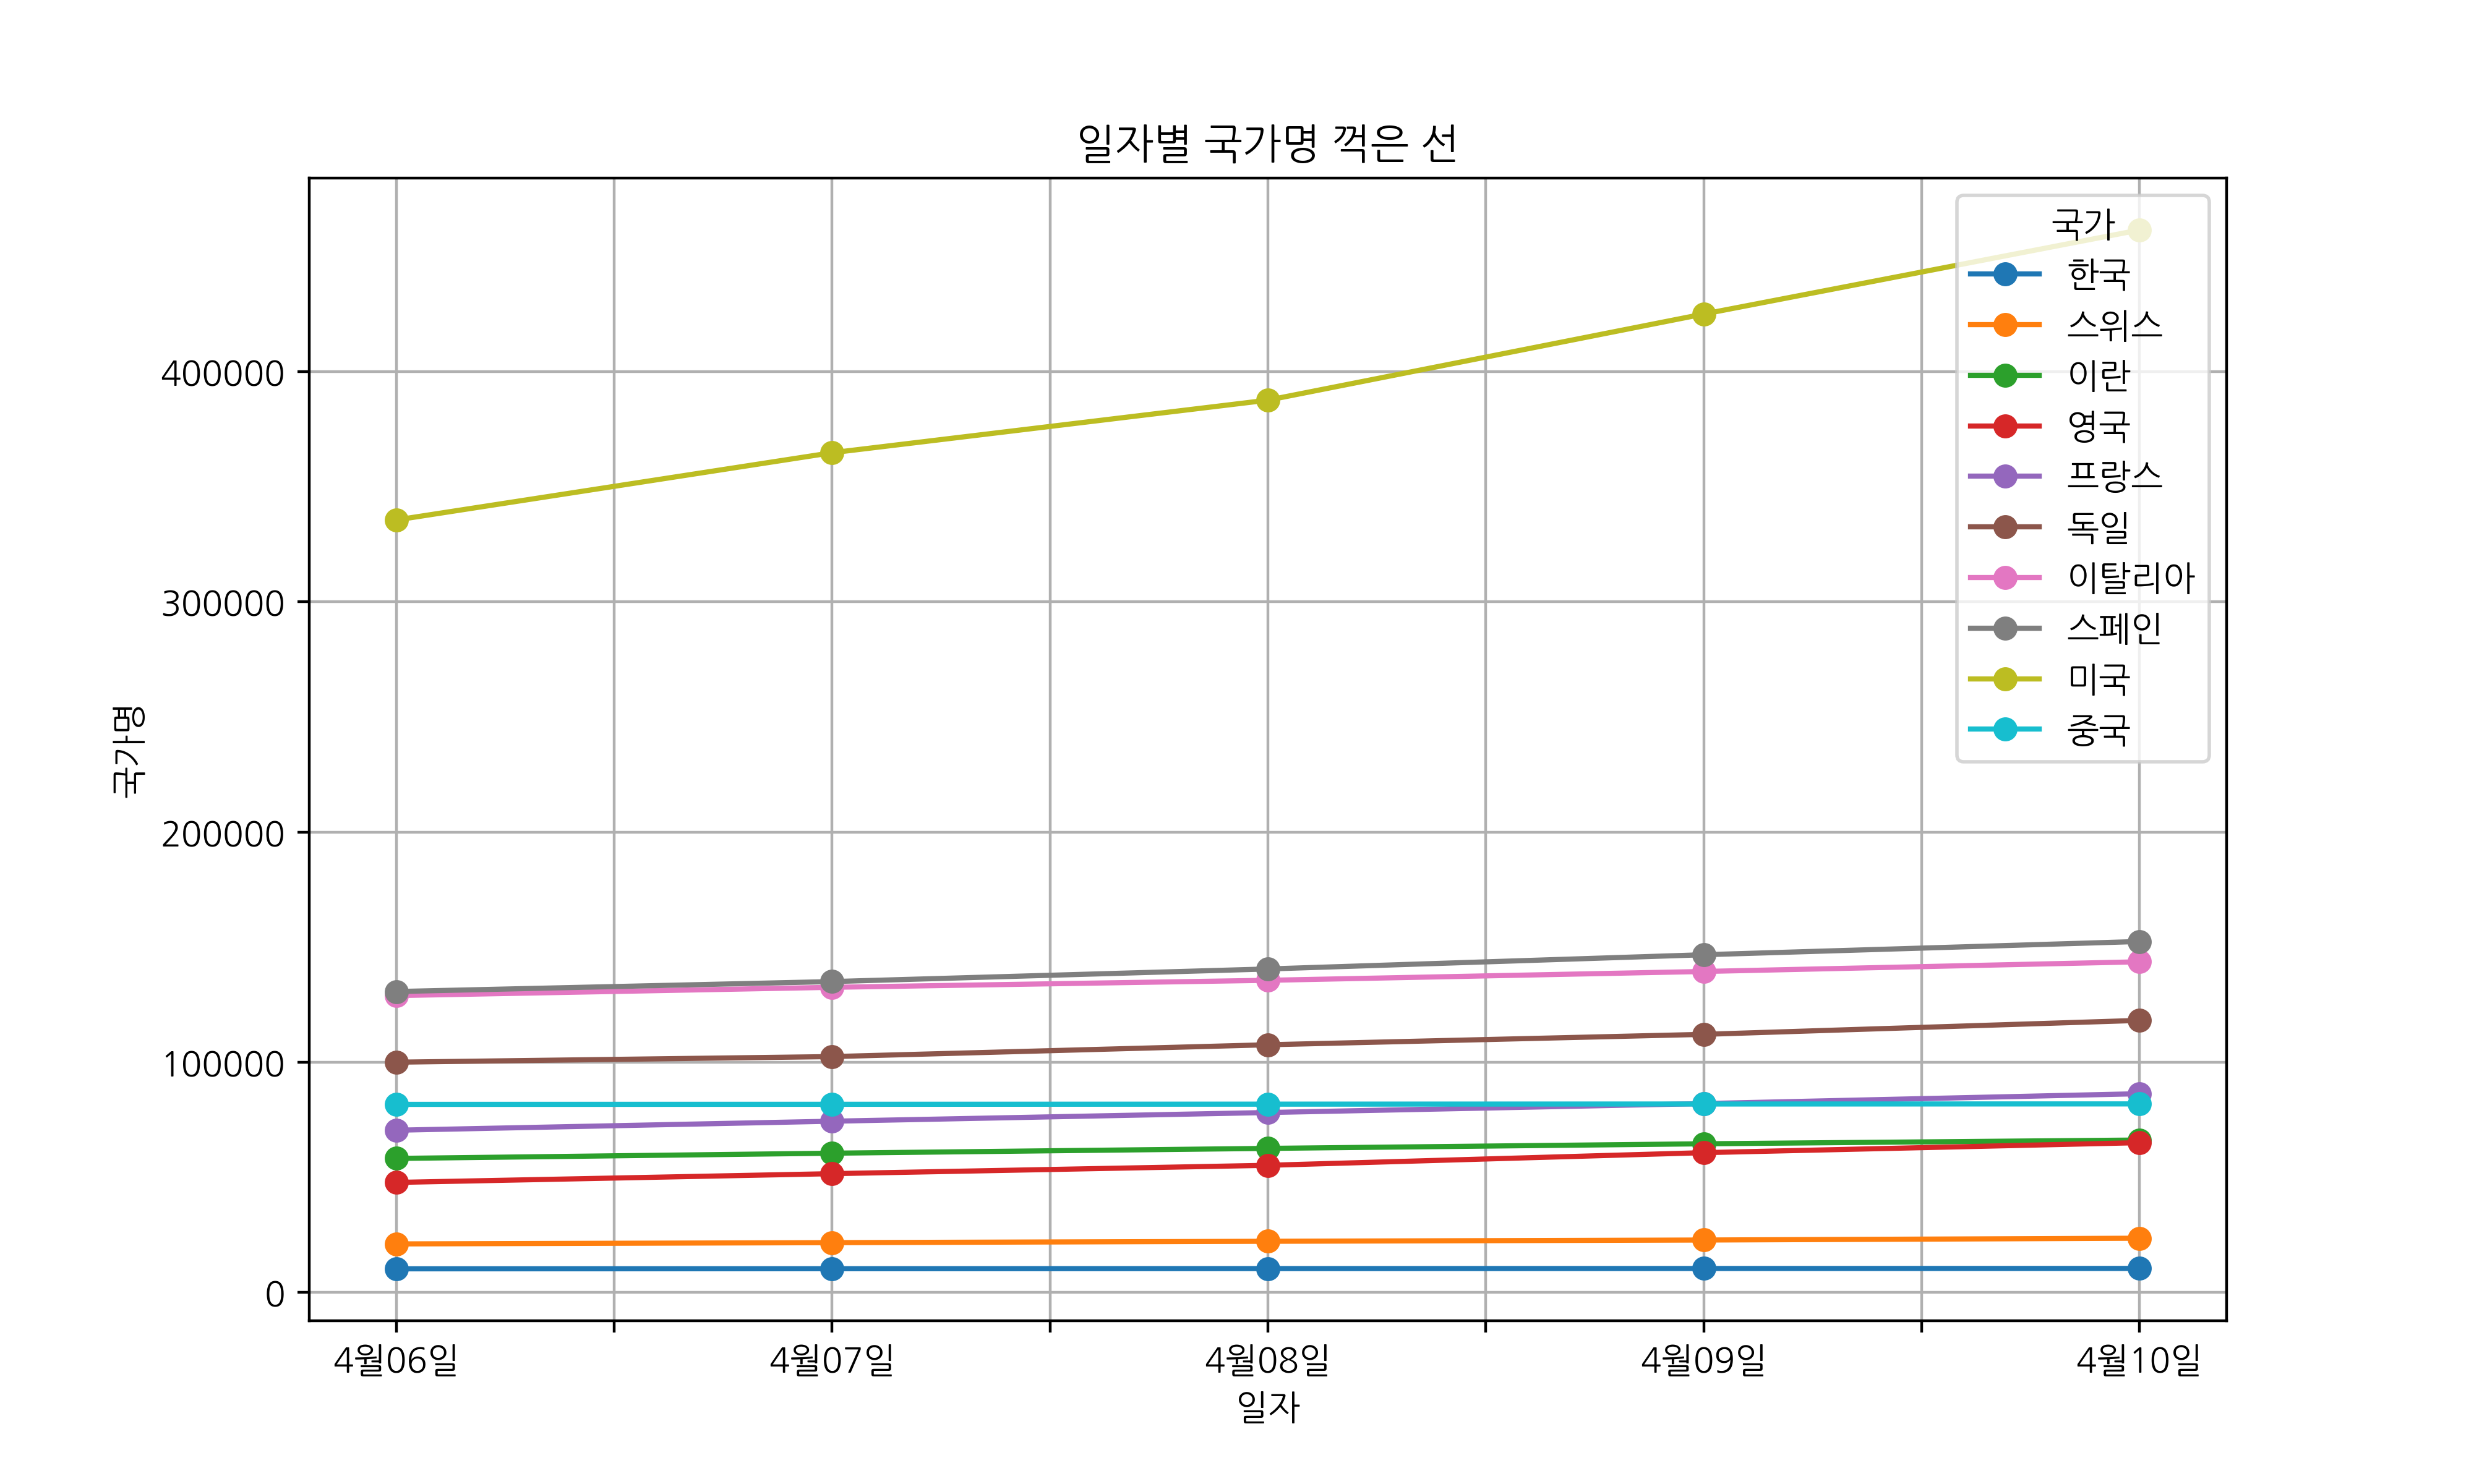 일자별 국가명 꺽은 선
국가
한국
스위스
이란
영국
프랑스
독일
이탈리아
스페인
미국
중국
국가명
400000
300000
200000
100000
0
4월06일 4월07일 4월08일 4월09일 4월10일
일자